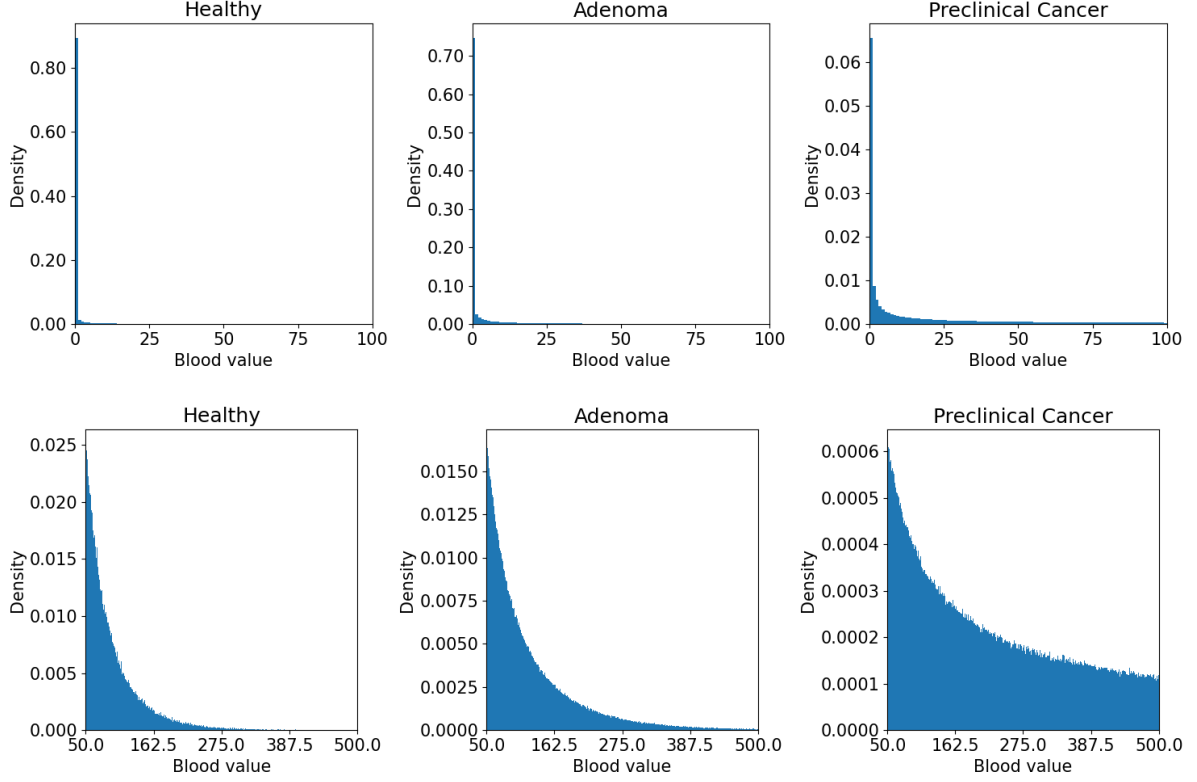 Healthy
Density
0.80
0.60
0.40
0.20
0.00
0 25 50 75 100
Blood value
Adenoma
Density
0.70
0.60
0.50
0.40
0.30
0.20
0.10
0.00
0 25 50 75 100
Blood value
Preclinical Cancer
Density
0.06
0.05
0.04
0.03
0.02
0.01
0.00
0 25 50 75 100
Blood value
Healthy
Density
0.025
0.020
0.015
0.010
0.005
0.000
50.0 162.5 275.0 387.5 500.0
Blood value
Adenoma
Density
0.0150
0.0125
0.0100
0.0075
0.0050
0.0025
0.0000
50.0 162.5 275.0 387.5 500.0
Blood value
Preclinical Cancer
Density
0.0006
0.0005
0.0004
0.0003
0.0002
0.0001
0.0000
50.0 162.5 275.0 387.5 500.0
Blood value